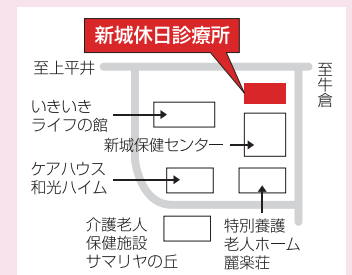 新城休日診療所
至上平井
至牛倉
いきいき
ライフの館
新城保健センター
ケアハウス
和光ハイム
介護老人
保健施設
サマリヤの丘
特別養護
老人ホーム
麗楽荘